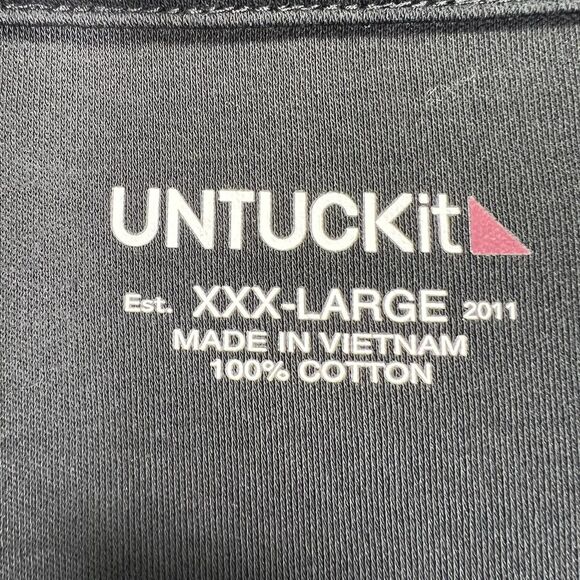 UNTUCKit
Est. XXX-LARGE 2011
MADE IN VIETNAM
100% COTTON